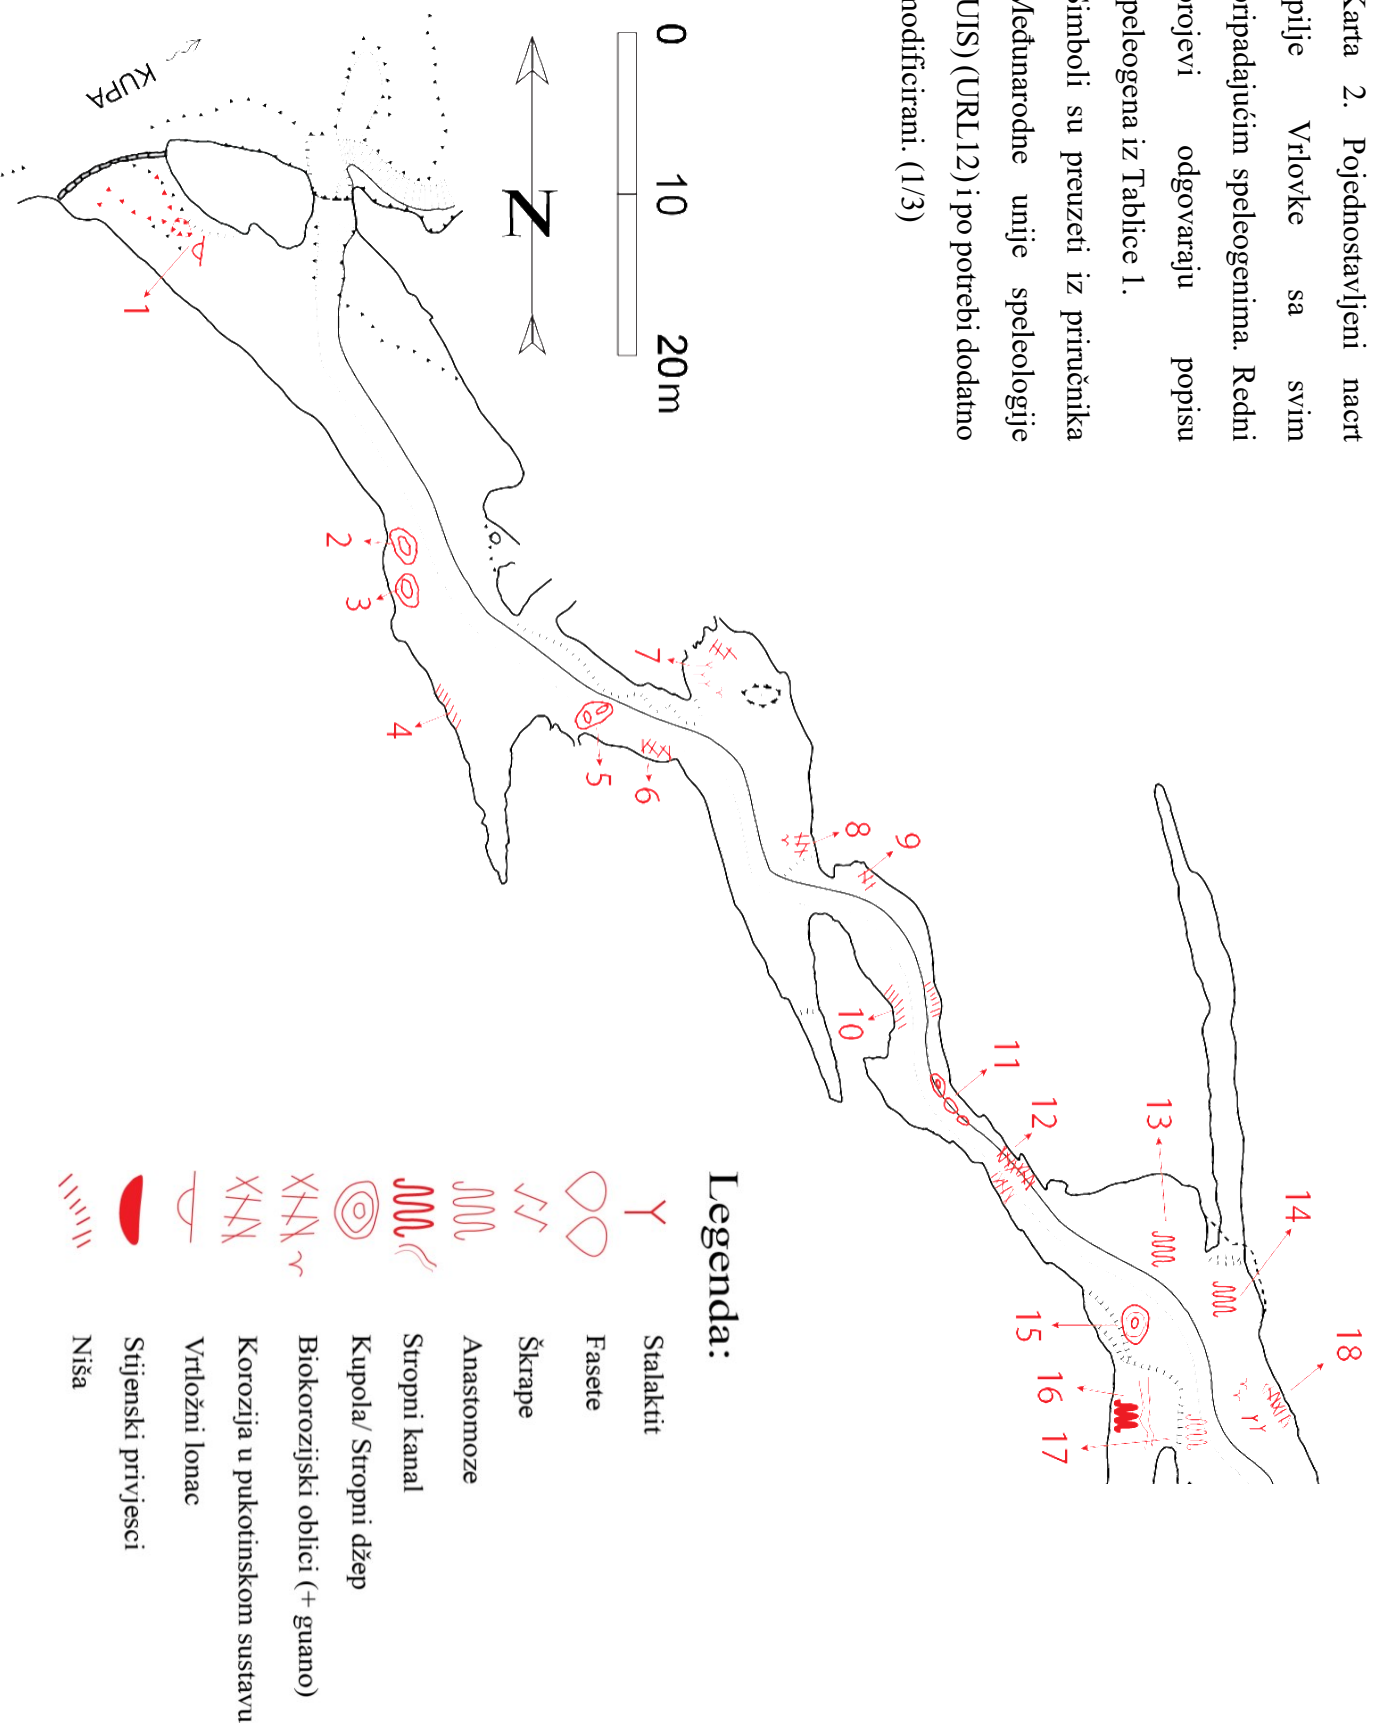 Karta 2. Pojednostavljeni nacrt
pilje Vrlovke sa svim
pripadajućim speleogenima. Redni
brojevi odgovaraju popisu
peleogena iz Tablice 1.
Simboli su preuzeti iz priručnika
Međunarodne unije speleologije
UIS) (URL12) i po potrebi dodatno
modificirani. (1/3)
0 10 20m
N
KUPA
1
2
3
4
5
6
7
8
9
10
11
12
13
14
15
16
17
18
Legenda:
Stalaktit
Fasete
Škrape
Anastomoze
Stropni kanal
Kupola/ Stropni džep
Biokorozijski oblici (+ guano)
Korozija u pukotinskom sustavu
Vrtložni lonac
Stijenski privjesci
Niša